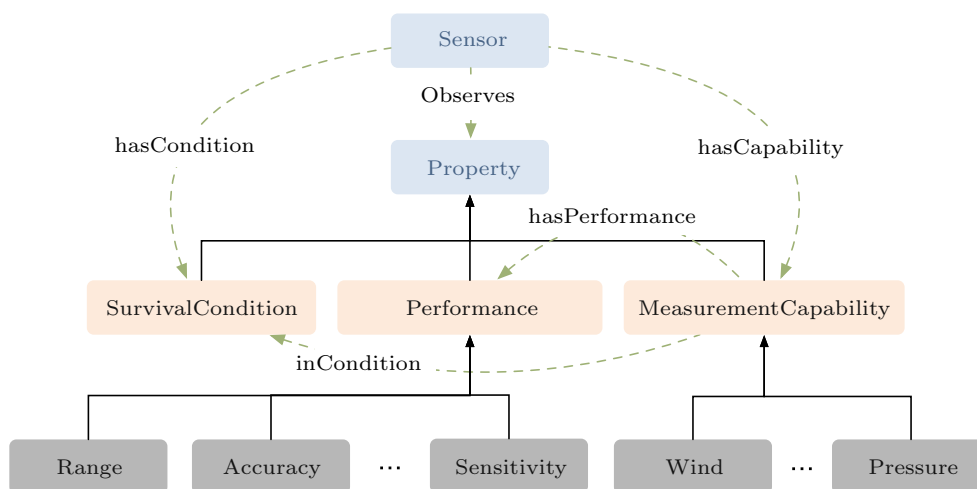 Sensor
Observes
hasCondition
hasCapability
Property
hasPerformance
SurvivalCondition
Performance
MeasurementCapability
inCondition
Range
Accuracy
...
Sensitivity
Wind
...
Pressure